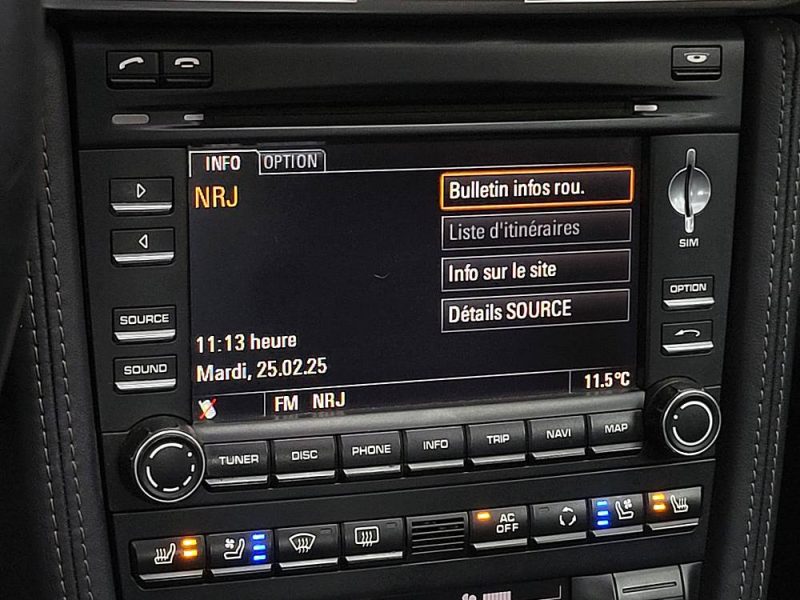 INFO OPTION
NRJ
Bulletin infos rou.
Liste d'itinéraires
Info sur le site
Détails SOURCE
11:13 heure
Mardi, 25.02.25
FM NRJ
11.5°C
SIM
OPTION
SOURCE
SOUND
TUNER DISC PHONE INFO TRIP NAVI MAP
AC
OFF